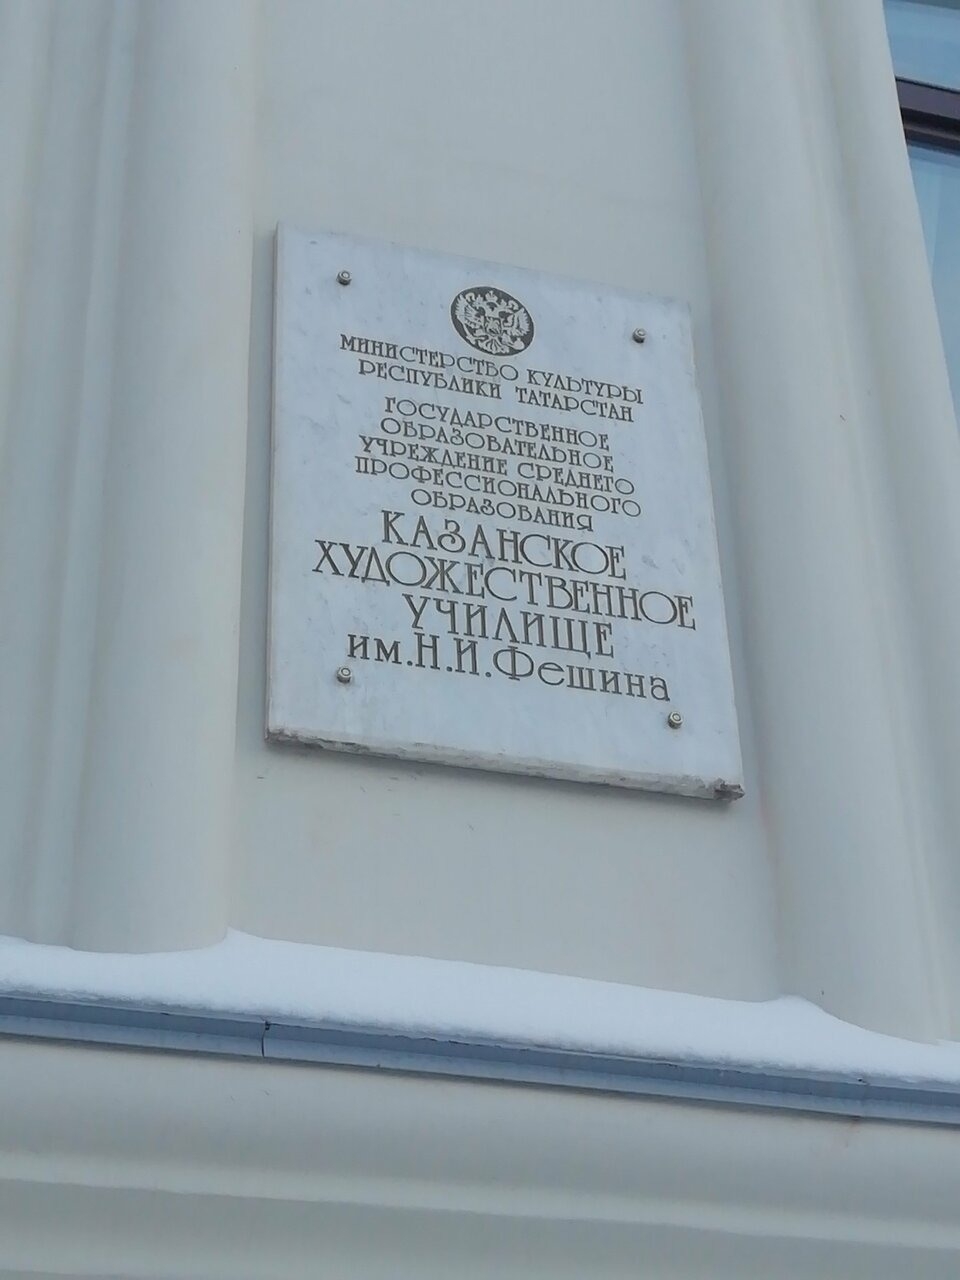 МИНИСТЕРСТВО КУЛЬТУРЫ
РЕСПУБЛИКИ ТАТАРСТАН
ГОСУДАРСТВЕННОЕ
ОБРАЗОВАТЕЛЬНОЕ
УЧРЕЖДЕНИЕ СРЕДНЕГО
ПРОФЕССИОНАЛЬНОГО
ОБРАЗОВАНИЯ
КАЗАНСКОЕ
ХУДОЖЕСТВЕННОЕ
УЧИЛИЩЕ
им. Н.И. Фешина